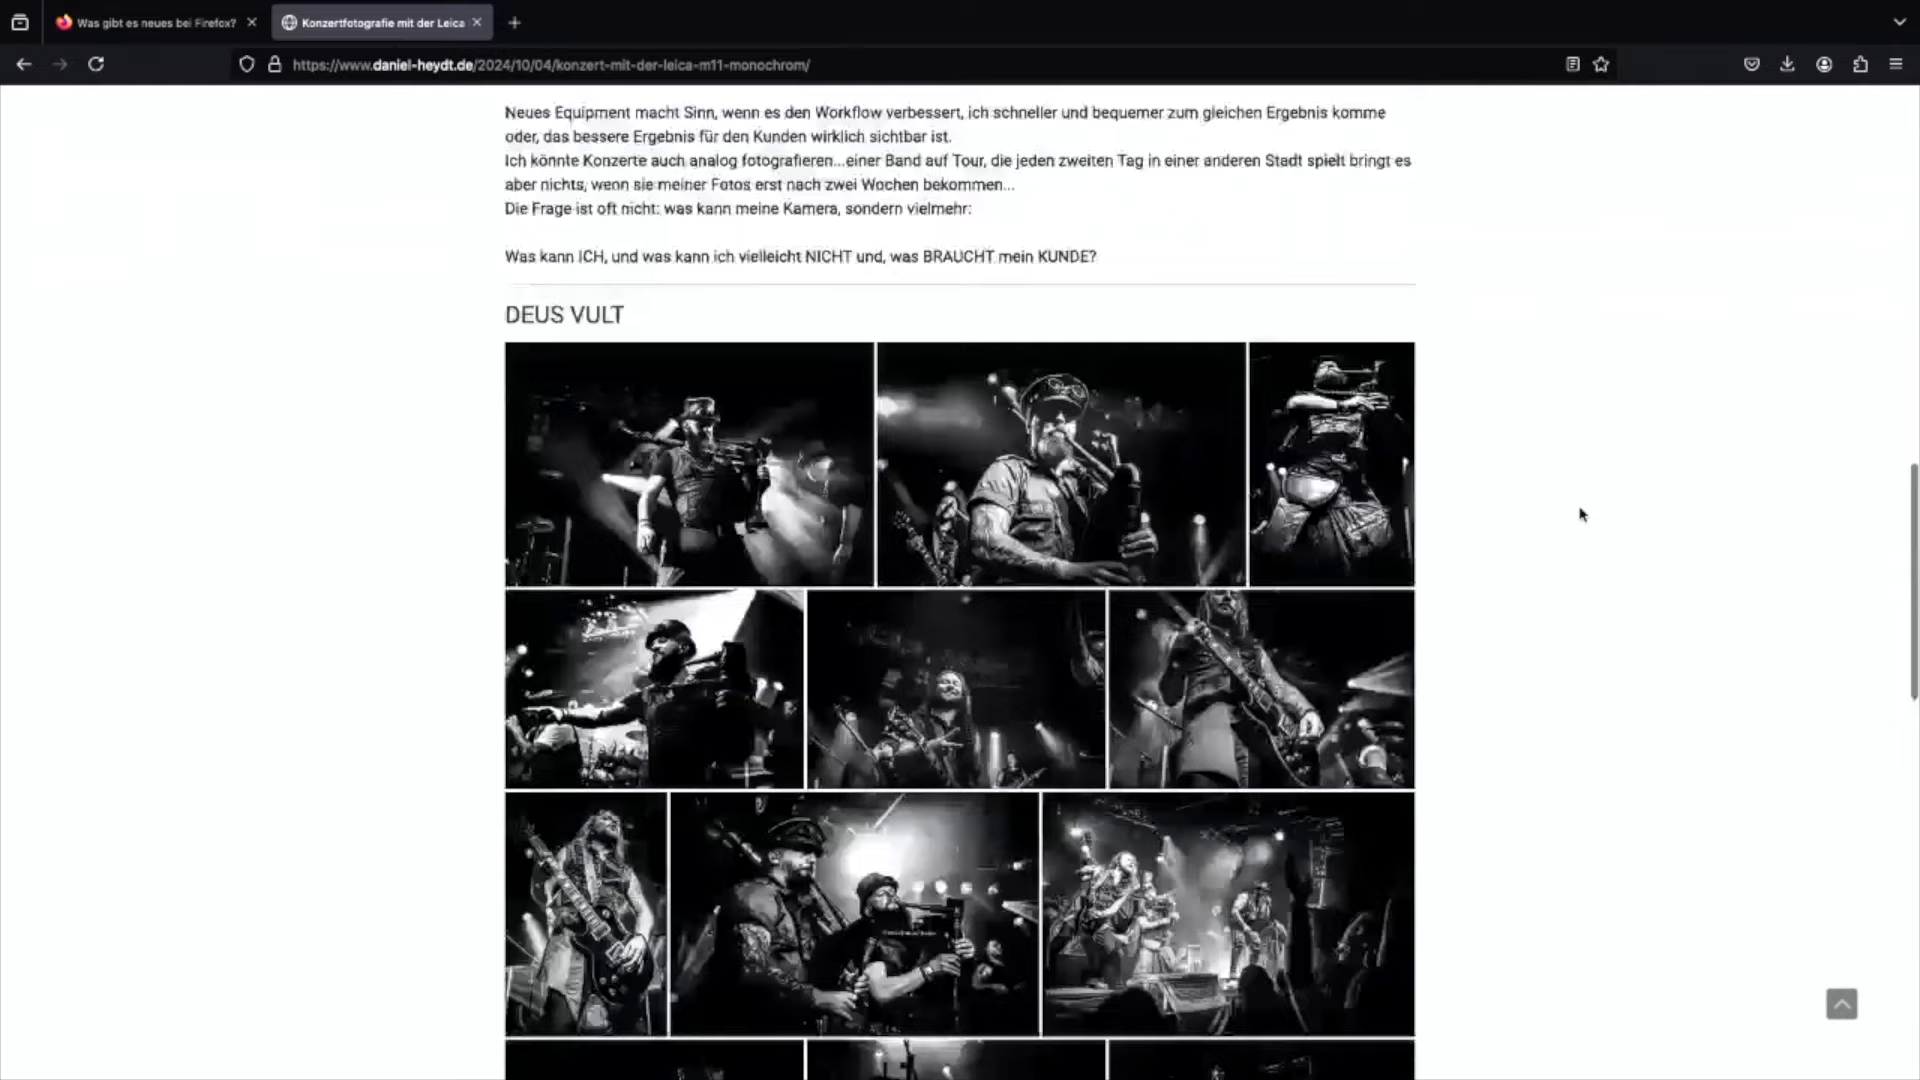 Was gibt es neues bei Firefox?
Konzertfotografie mit der Leica
https://www.daniel-heydt.de/2024/10/04/konzert-mit-der-leica-m11-monochrom/
Neues Equipment macht Sinn, wenn es den Workflow verbessert, ich schneller und bequemer zum gleichen Ergebnis komme
oder, das bessere Ergebnis für den Kunden wirklich sichtbar ist.
Ich könnte Konzerte auch analog fotografieren...einer Band auf Tour, die jeden zweiten Tag in einer anderen Stadt spielt bringt es
aber nichts, wenn sie meiner Fotos erst nach zwei Wochen bekommen...
Die Frage ist oft nicht: was kann meine Kamera, sondern vielmehr:
Was kann ICH, und was kann ich vielleicht NICHT und, was BRAUCHT mein KUNDE?
DEUS VULT